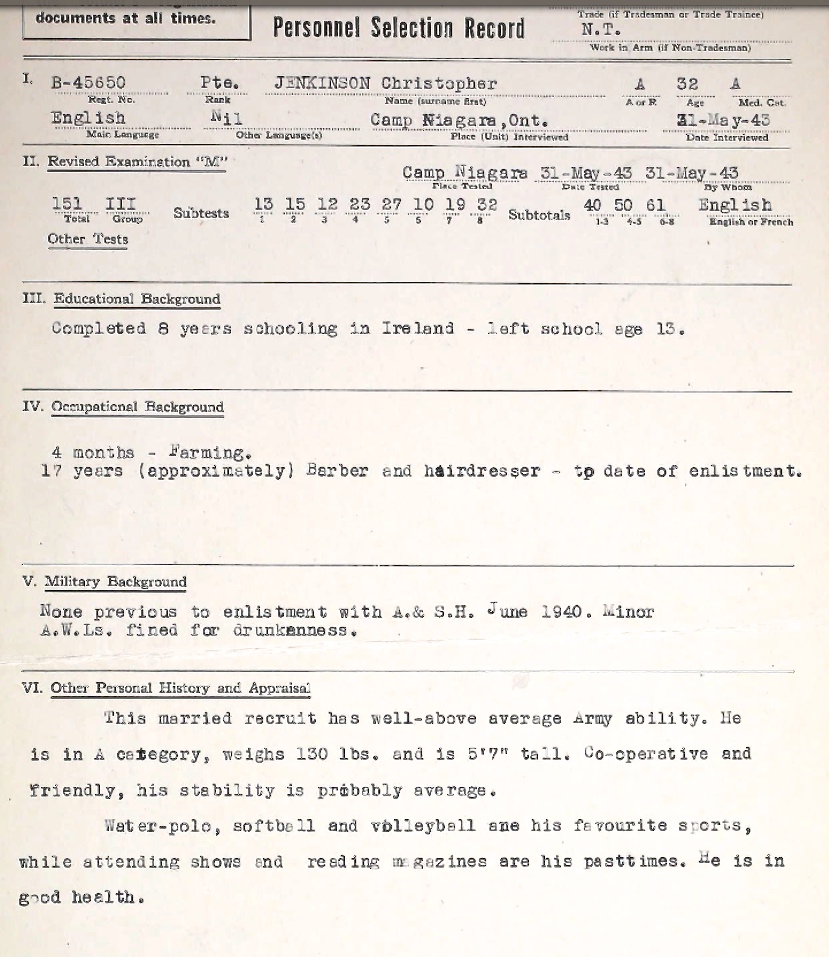 documents at all times.
Personnel Selection Record
Trade (if Tradesman or Trade Trainee)
N.T.
Work in Arm (if Non-Tradesman)
I. B-45650 Pte. JENKINSON Christopher A 32 A
Regt. No. Rank Name (surname first) A or R Age Med. Cat.
English Nil Camp Niagara,Ont. 31-May-43
Main Language Other Language(s) Place (Unit) Interviewed Date Interviewed
II. Revised Examination "M"
Camp Niagara 31-May-43 31-May-43
Place Tested Date Tested By Whom
151 III Subtests 13 15 12 23 27 10 19 32 Subtotals 40 50 61 English
Total Group 1 2 3 4 5 6 7 8 1-3 4-5 6-8 English or French
Other Tests
III. Educational Background
Completed 8 years schooling in Ireland - left school age 13.
IV. Occupational Background
4 months - Farming.
17 years (approximately) Barber and hairdresser - to date of enlistment.
V. Military Background
None previous to enlistment with A.& S.H. June 1940. Minor
A.W.Ls. fined for drunkenness.
VI. Other Personal History and Appraisal
This married recruit has well-above average Army ability. He
is in A category, weighs 130 lbs. and is 5'7" tall. Co-operative and
friendly, his stability is probably average.
Water-polo, softball and volleyball ane his favourite sports,
while attending shows and reading magazines are his pasttimes. He is in
good health.